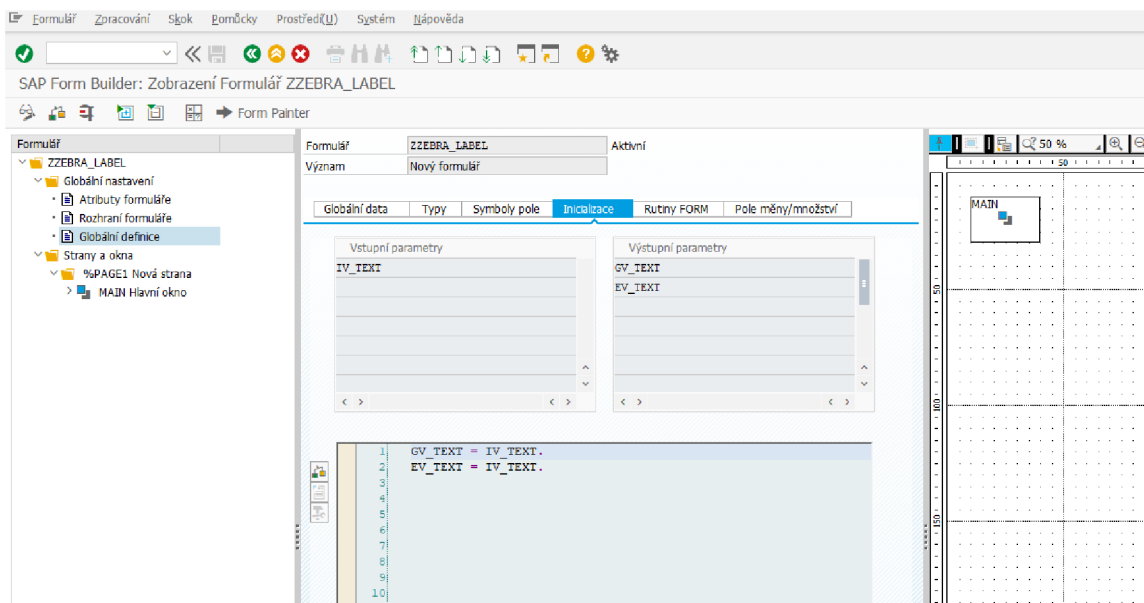 Formulář Zpracování Skok Pomůcky Prostředí(U) Systém Nápověda
SAP Form Builder: Zobrazení Formulář ZZEBRA_LABEL
Form Painter
Formulář
ZZEBRA_LABEL
Globální nastavení
Atributy formuláře
Rozhraní formuláře
Globální definice
Strany a okna
%PAGE1 Nová strana
MAIN Hlavní okno
Formulář ZZEBRA_LABEL Aktivní
Význam Nový formulář
Globální data Typy Symboly pole Inicializace Rutiny FORM Pole měny/množství
Vstupní parametry
IV_TEXT
Výstupní parametry
GV_TEXT
EV_TEXT
1 GV_TEXT = IV_TEXT.
2 EV_TEXT = IV_TEXT.
3
4
5
6
7
8
9
10
50 %
50
MAIN
50
100
150